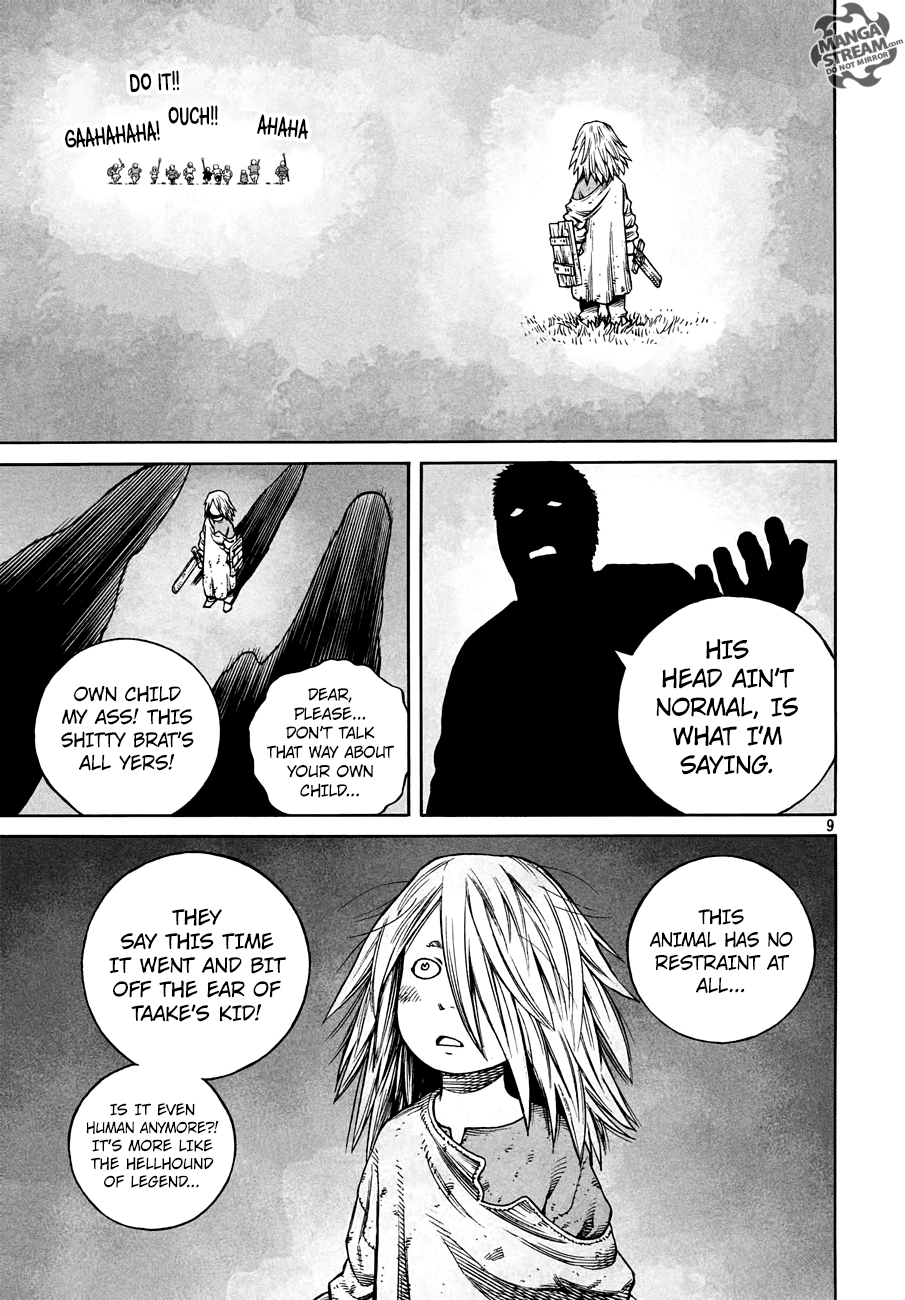 MANGA
STREAM.com
DO NOT MIRROR
DO IT!!
OUCH!!
GAAHAHAHA!
AHAHA
HIS
HEAD AIN'T
NORMAL, IS
WHAT I'M
SAYING.
DEAR,
PLEASE...
DON'T TALK
THAT WAY ABOUT
YOUR OWN
CHILD...
OWN CHILD
MY ASS! THIS
SHITTY BRAT'S
ALL YERS!
9
THIS
ANIMAL HAS NO
RESTRAINT AT
ALL...
THEY
SAY THIS TIME
IT WENT AND BIT
OFF THE EAR OF
TAAKE'S KID!
IS IT EVEN
HUMAN ANYMORE?!
IT'S MORE LIKE
THE HELLHOUND
OF LEGEND...